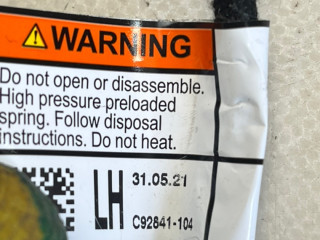 WARNING
Do not open or disassemble.
High pressure preloaded
spring. Follow disposal
instructions. Do not heat.
LH 31.05.21
C92841-104